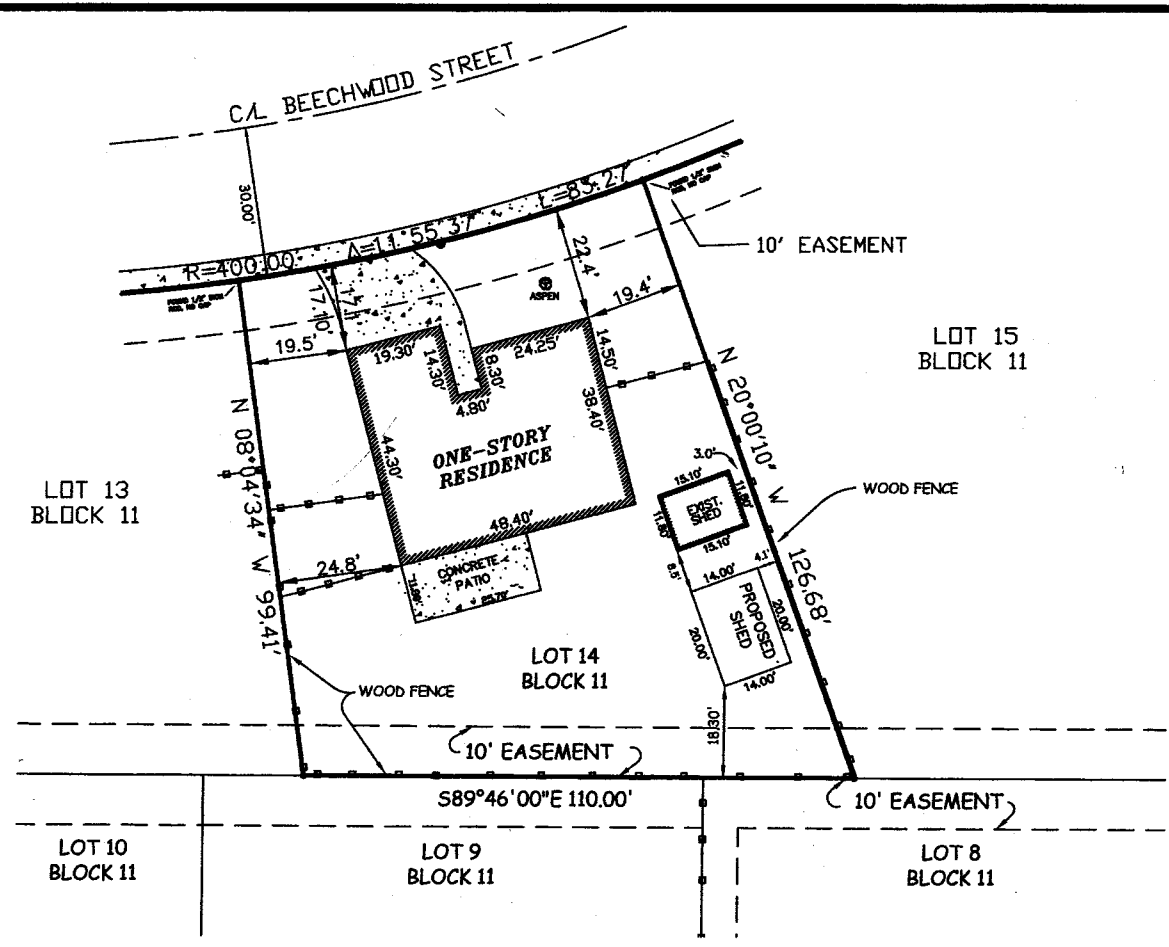 C/L BEECHWOOD STREET
30.00'
R=400.00
Δ=11°55'37"
L=83.27'
10' EASEMENT
17.10'
22.4'
ASPEN
19.4'
19.5'
19.30'
14.30'
8.30'
24.25'
14.50'
4.80'
38.40'
44.30'
ONE-STORY
RESIDENCE
48.40'
LOT 15
BLOCK 11
N 20°00'10" W 126.68'
N 08°04'34" W 99.41'
LOT 13
BLOCK 11
3.0'
15.10'
11.80'
EXIST.
SHED
11.80'
15.10'
WOOD FENCE
24.8'
CONCRETE
PATIO
8.5'
14.00'
4.1'
PROPOSED
SHED
20.00'
20.00'
14.00'
LOT 14
BLOCK 11
WOOD FENCE
18.30'
10' EASEMENT
S89°46'00"E 110.00'
10' EASEMENT
LOT 10
BLOCK 11
LOT 9
BLOCK 11
LOT 8
BLOCK 11